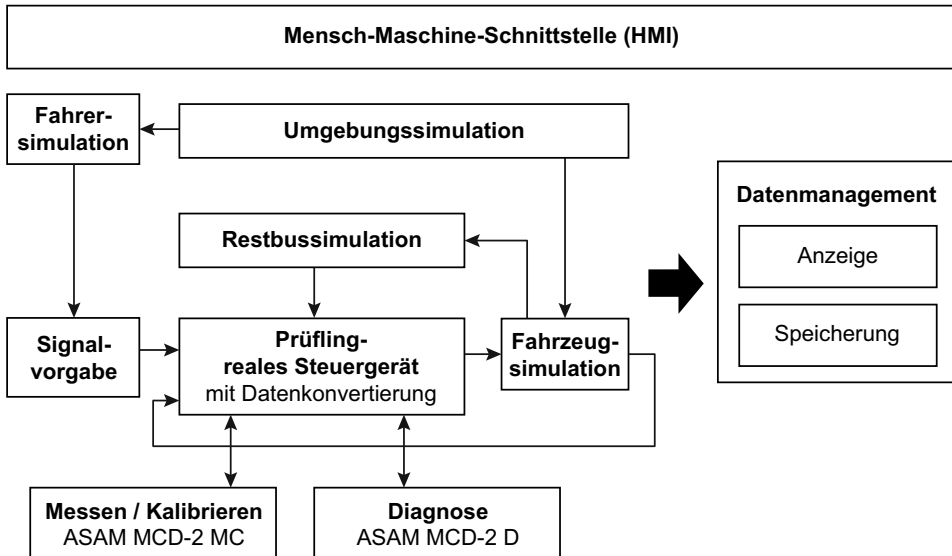 Mensch-Maschine-Schnittstelle (HMI)
Fahrer-
simulation
Umgebungssimulation
Datenmanagement
Anzeige
Speicherung
Restbussimulation
Signal-
vorgabe
Prüfling-
reales Steuergerät
mit Datenkonvertierung
Fahrzeug-
simulation
Messen / Kalibrieren
ASAM MCD-2 MC
Diagnose
ASAM MCD-2 D